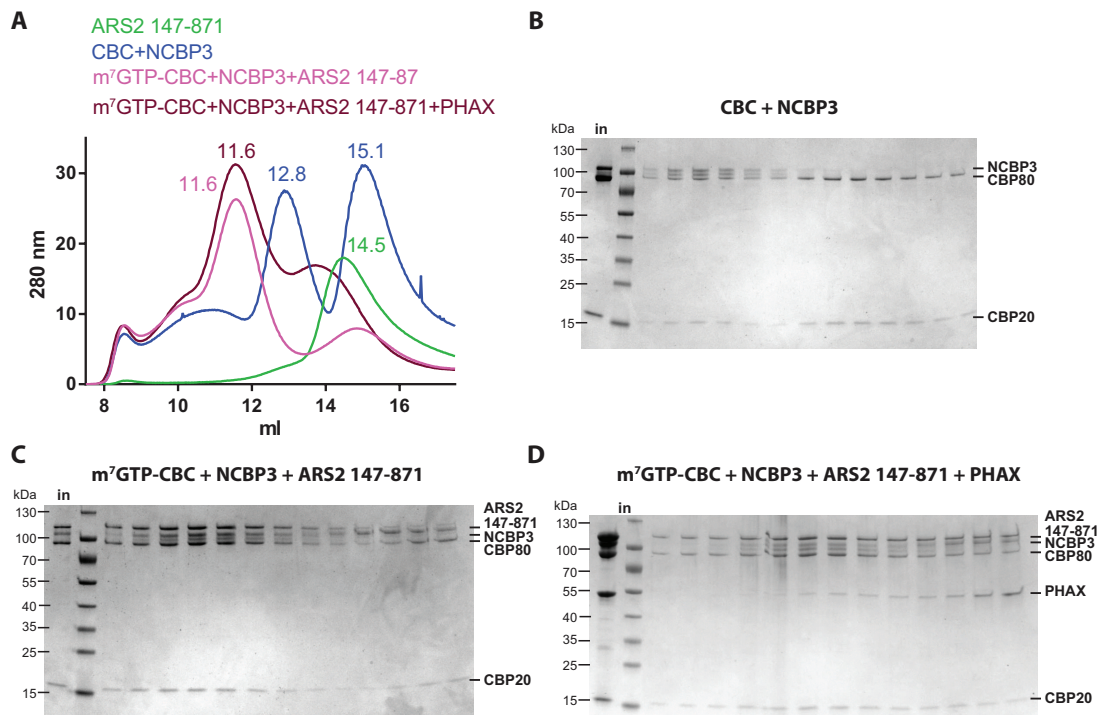 A
ARS2 147-871
CBC+NCBP3
m⁷GTP-CBC+NCBP3+ARS2 147-87
m⁷GTP-CBC+NCBP3+ARS2 147-871+PHAX
280 nm
30
20
10
0
11.6
11.6
12.8
15.1
14.5
8 10 12 14 16
ml
B
CBC + NCBP3
kDa in
130
100
70
55
40
35
25
15
NCBP3
CBP80
CBP20
C
m⁷GTP-CBC + NCBP3 + ARS2 147-871
kDa in
130
100
70
55
40
35
25
15
ARS2
147-871
NCBP3
CBP80
CBP20
D
m⁷GTP-CBC + NCBP3 + ARS2 147-871 + PHAX
kDa in
130
100
70
55
40
35
25
15
ARS2
147-871
NCBP3
CBP80
PHAX
CBP20